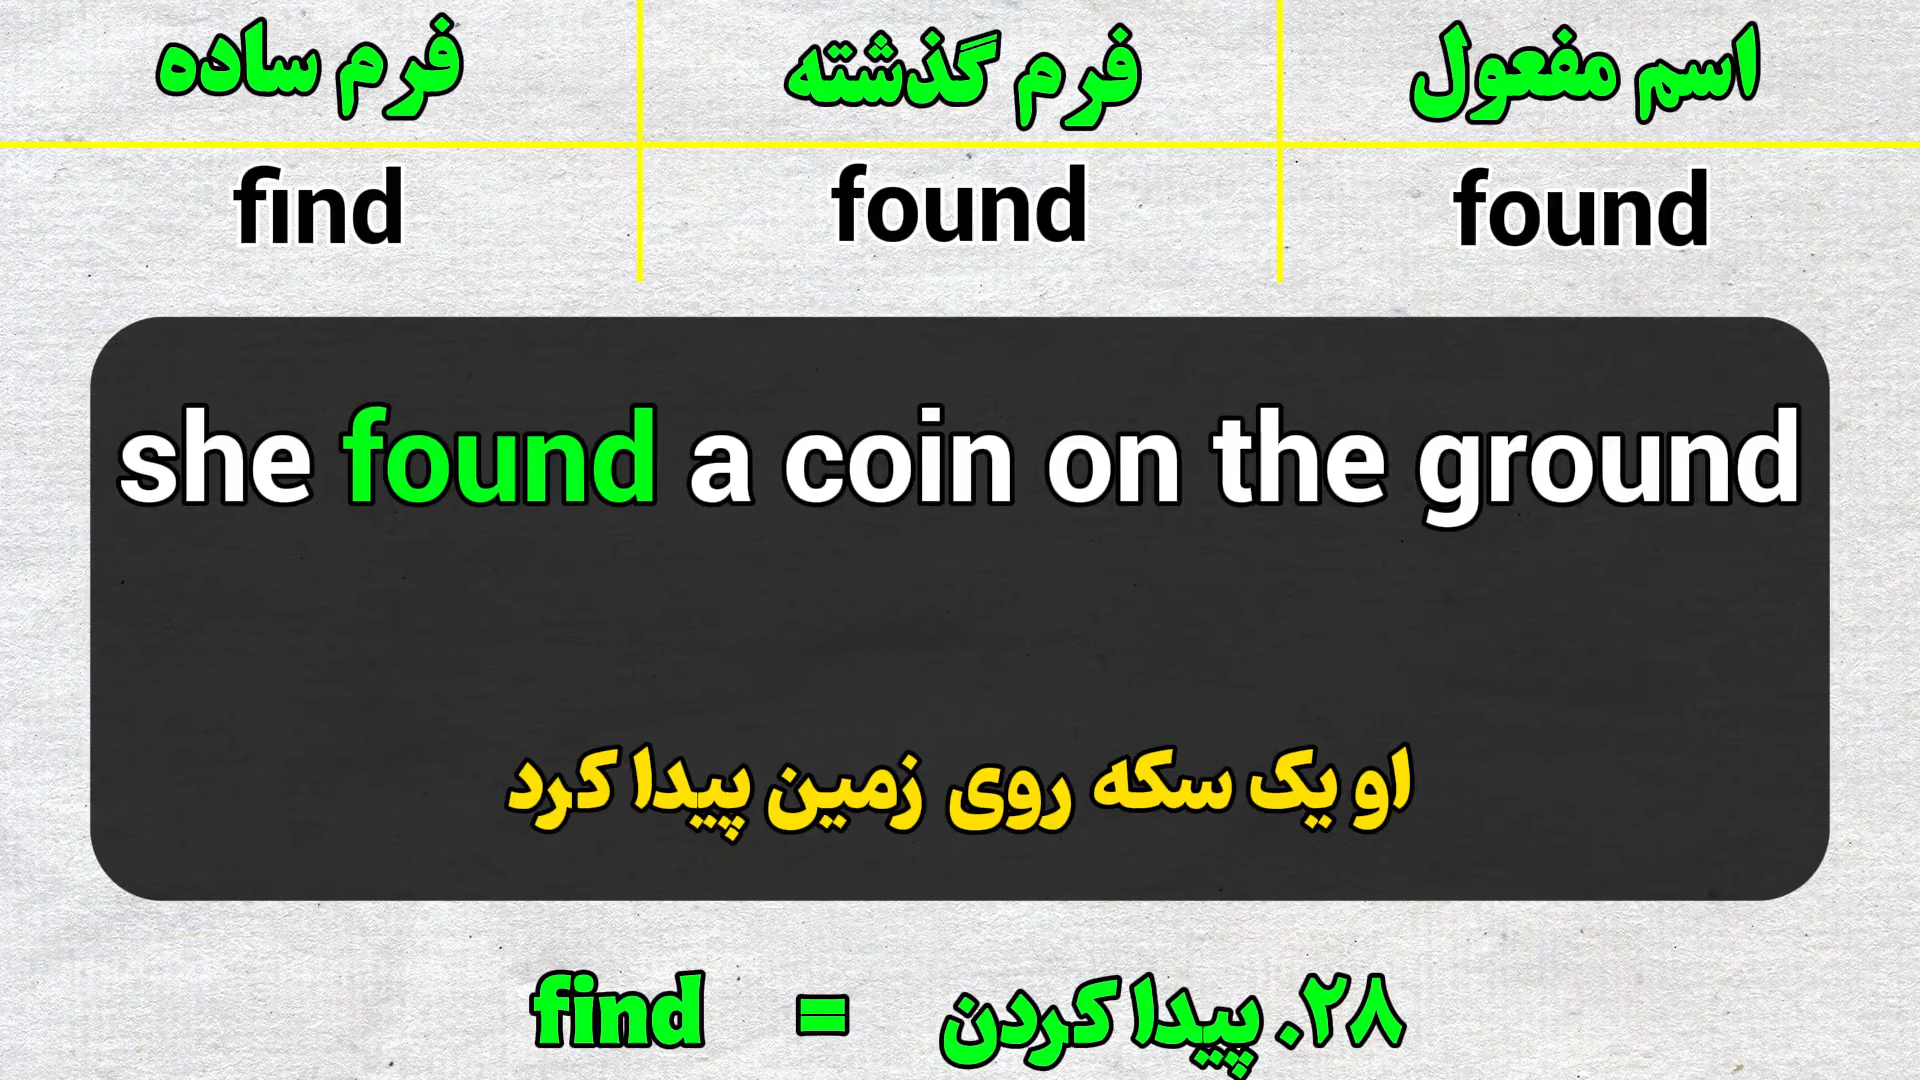 فرم ساده فرم گذشته اسم مفعول
find found found
she found a coin on the ground
او یک سکه روی زمین پیدا کرد
find = ۲۸. پیدا کردن